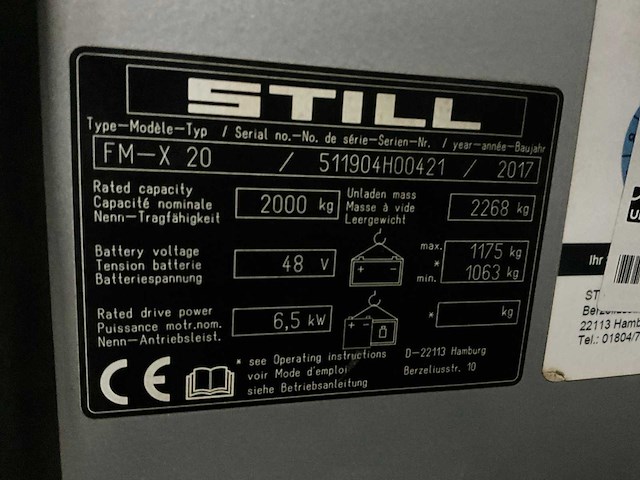 STILL
Type-Modèle-Typ / Serial no.-No. de série-Serien-Nr. / year-année-Baujahr
FM-X 20 / 511904H00421 / 2017
Rated capacity
Capacité nominale
Nenn-Tragfähigkeit
2000 kg
Unladen mass
Masse à vide
Leergewicht
2268 kg
Battery voltage
Tension batterie
Batteriespannung
48 V
max.
*
min.
1175 kg
1063 kg
Rated drive power
Puissance motr.nom.
Nenn-Antriebsleist.
6,5 kW
* kg
CE
* see Operating instructions
voir Mode d'emploi
siehe Betriebsanleitung
D-22113 Hamburg
Berzeliusstr. 10
Ihr
ST
22113 Hamb
Tel.: 01804/7